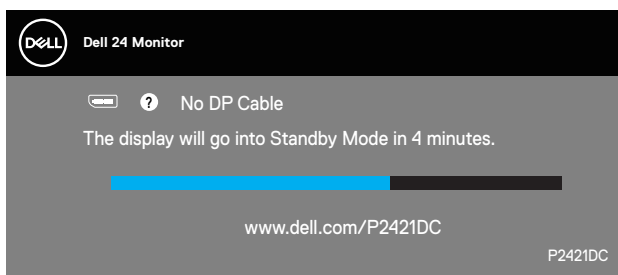 DELL
Dell 24 Monitor
? No DP Cable
The display will go into Standby Mode in 4 minutes.
www.dell.com/P2421DC
P2421DC